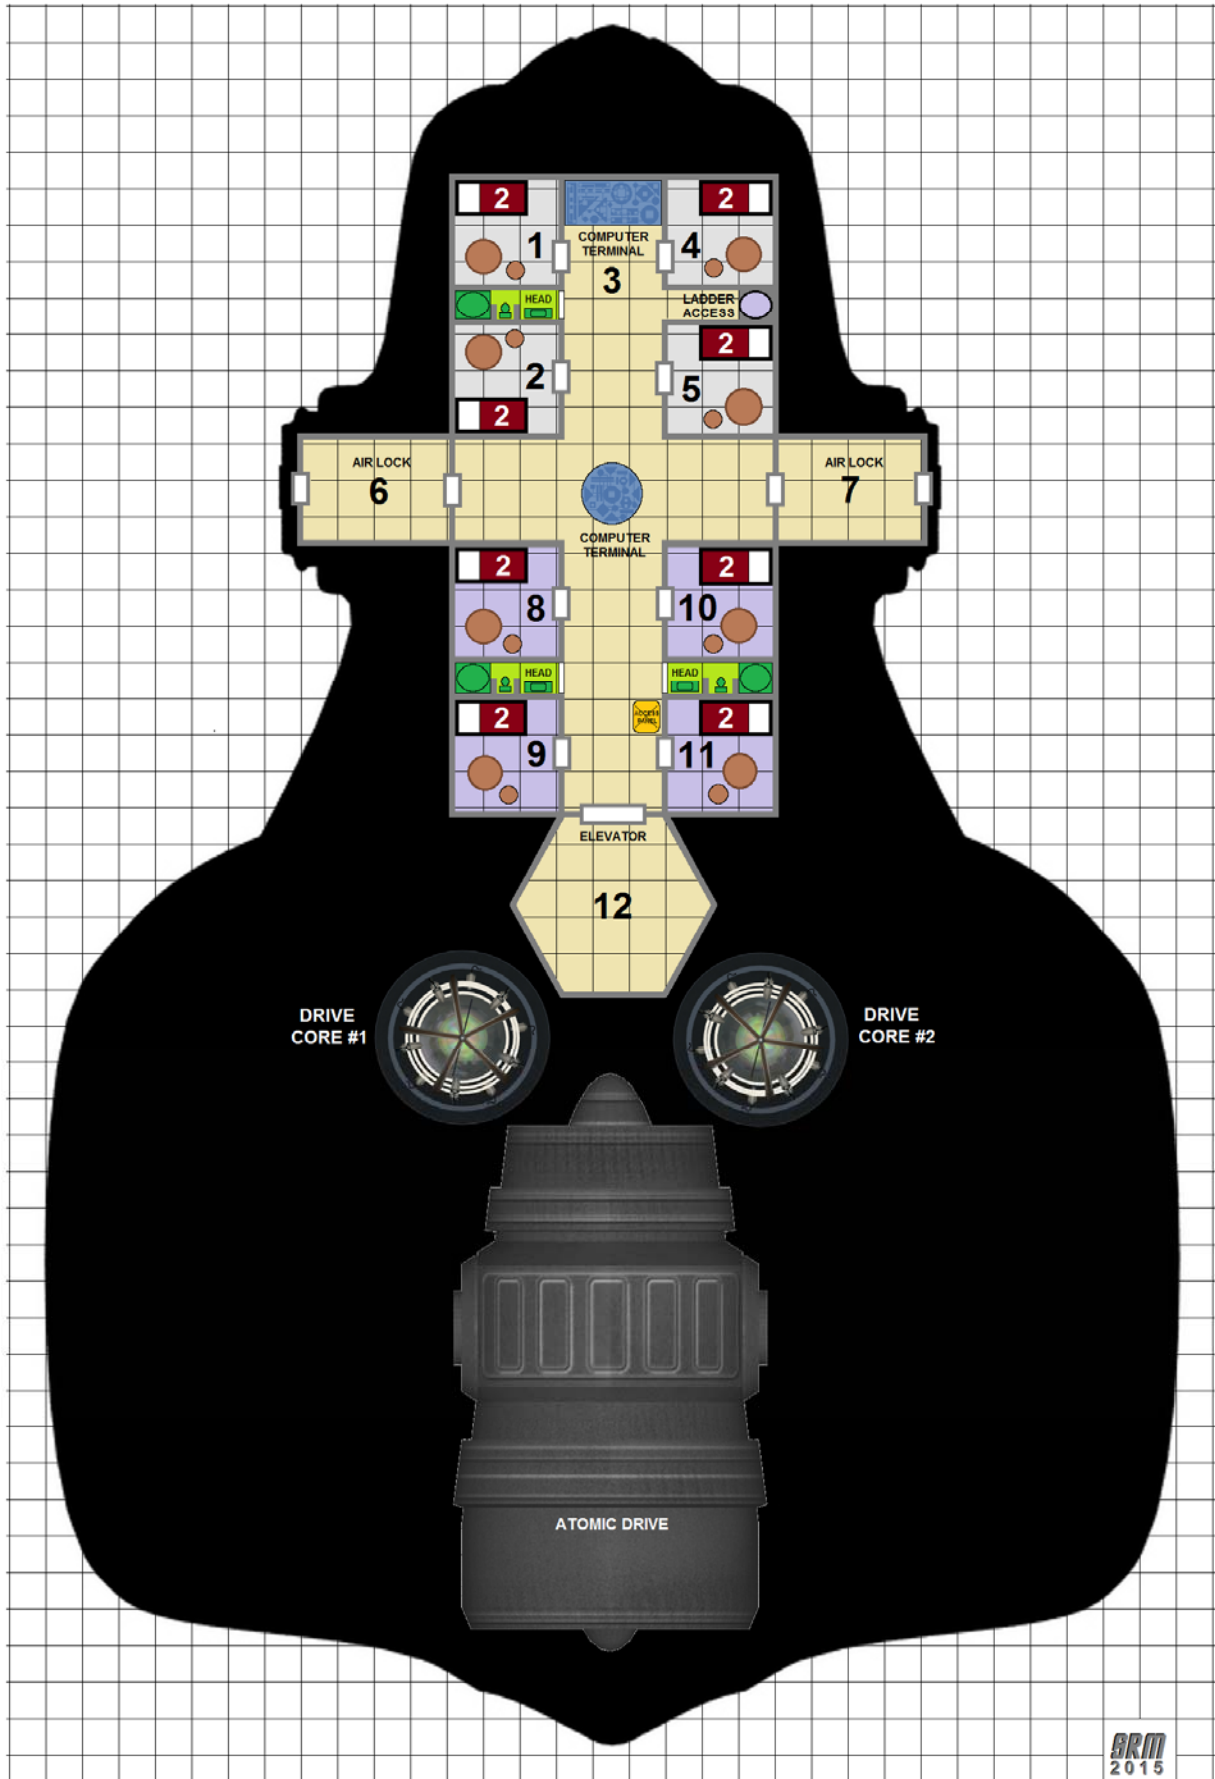 2
2
1
COMPUTER
TERMINAL
4
3
HEAD
LADDER
ACCESS
2
2
5
2
AIR LOCK
6
AIR LOCK
7
COMPUTER
TERMINAL
2
2
8
10
HEAD
HEAD
2
ACCESS
PANEL
2
9
11
ELEVATOR
12
DRIVE
CORE #1
DRIVE
CORE #2
ATOMIC DRIVE
SRM
2015